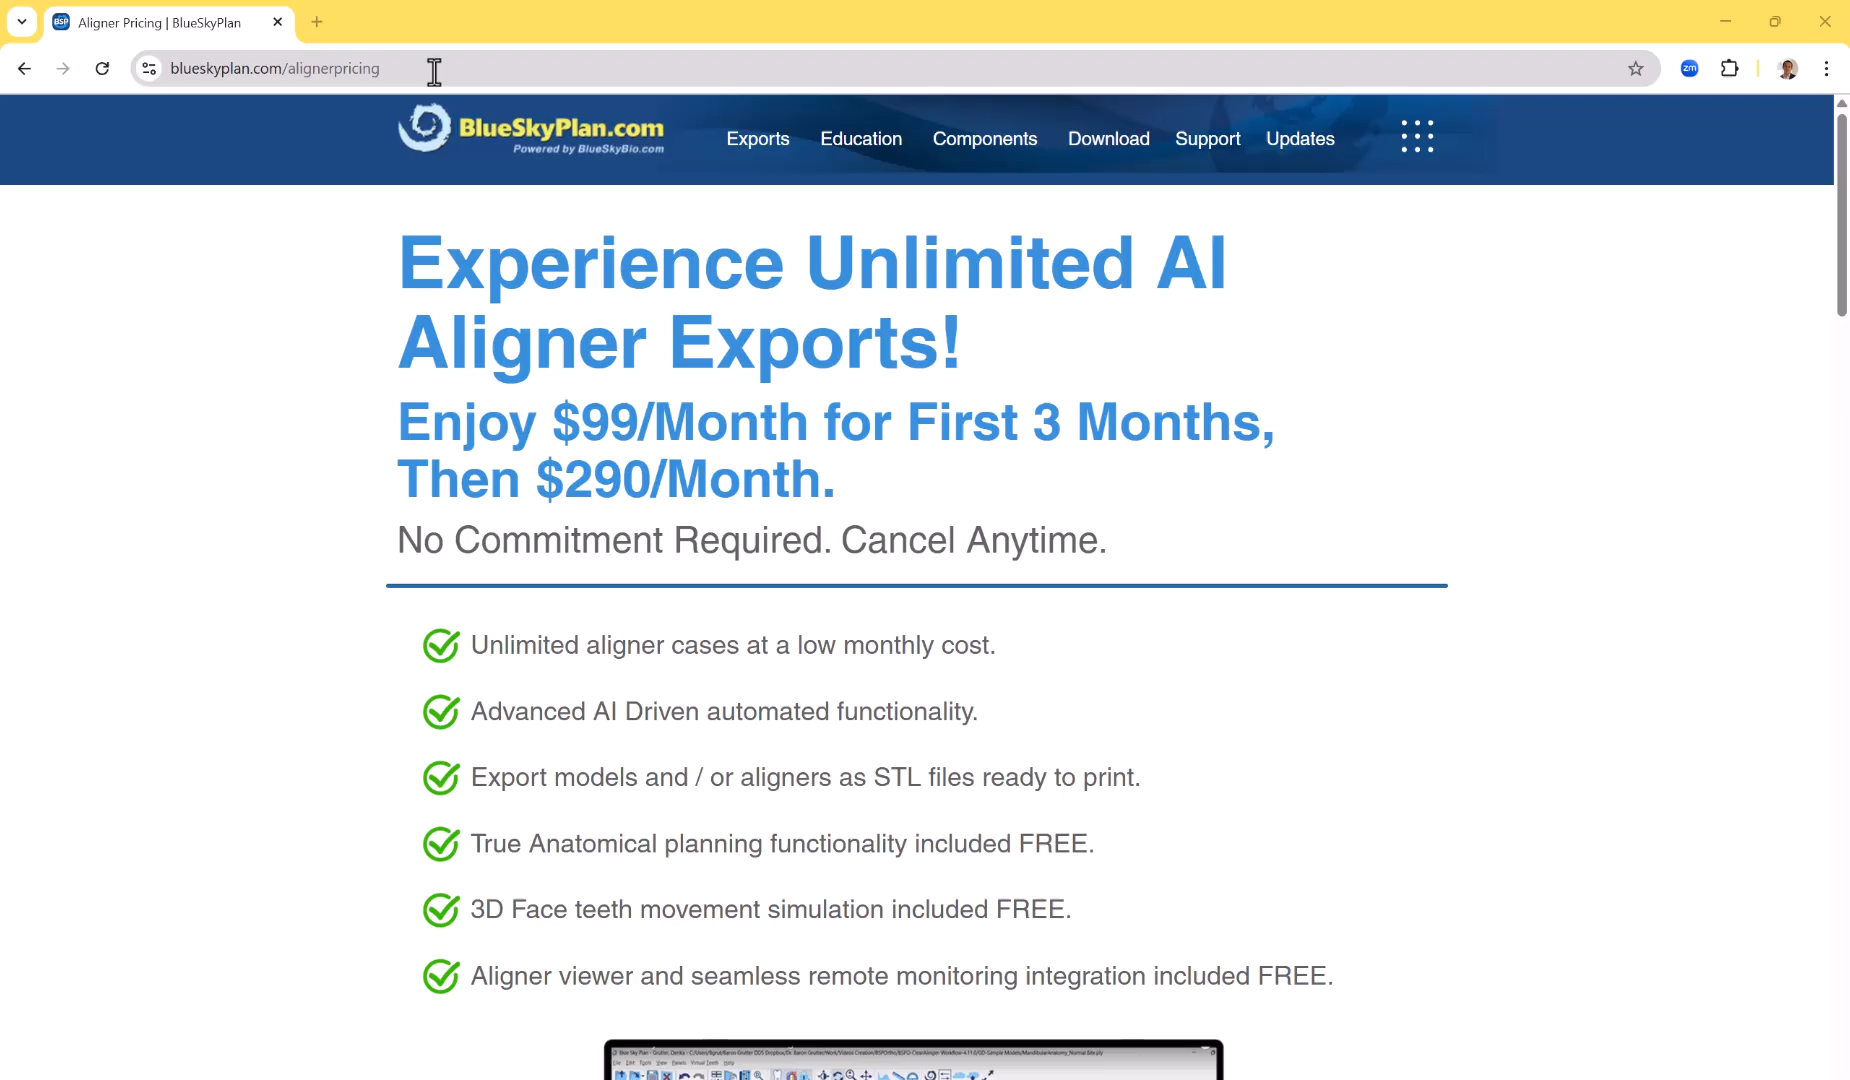 Aligner Pricing | BlueSkyPlan
blueskyplan.com/alignerpricing
zm
BSP
BlueSkyPlan.com
Powered by BlueSkyBio.com
Exports Education Components Download Support Updates
Experience Unlimited AI
Aligner Exports!
Enjoy $99/Month for First 3 Months,
Then $290/Month.
No Commitment Required. Cancel Anytime.
Unlimited aligner cases at a low monthly cost.
Advanced AI Driven automated functionality.
Export models and / or aligners as STL files ready to print.
True Anatomical planning functionality included FREE.
3D Face teeth movement simulation included FREE.
Aligner viewer and seamless remote monitoring integration included FREE.